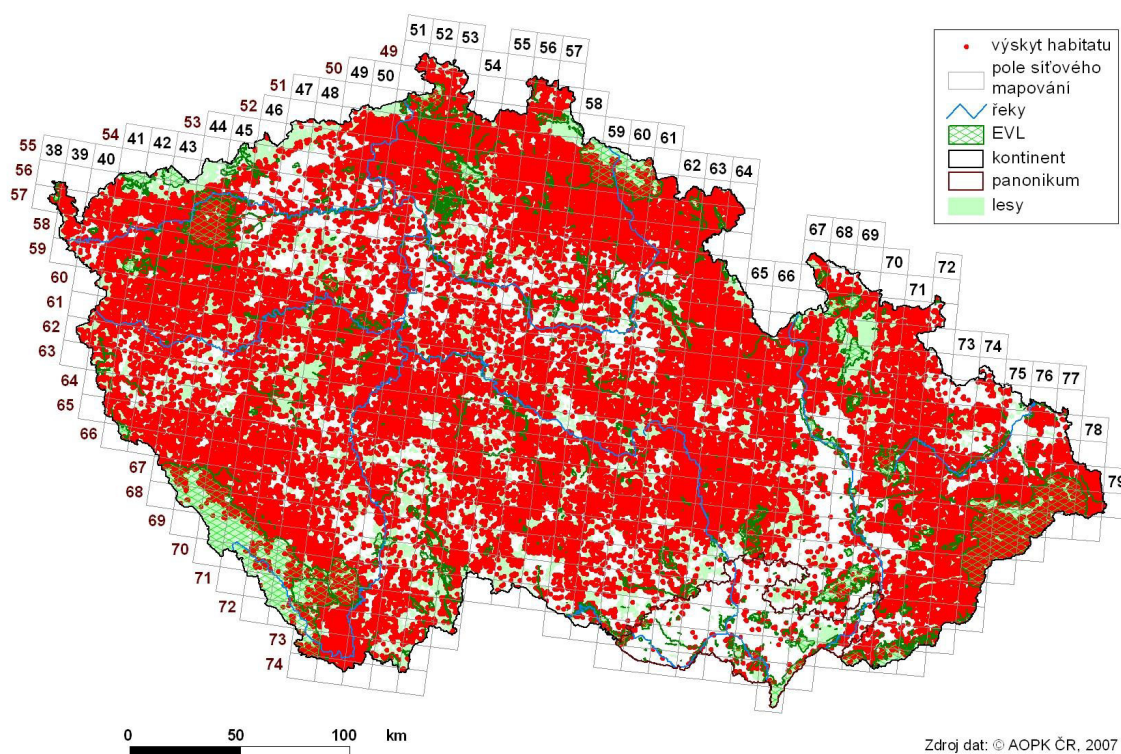 51 52 53
49
54
55 56 57
50
49 50
51
47 48
58
52
46
59 60 61
53
44 45
54
41 42 43
62 63 64
55
38 39 40
56
57
58
59
60
61
62
63
64
65
66
67
68
69
70
71
72
73
74
65 66
67 68 69
70
71
72
73 74
75 76 77
78
79
výskyt habitatu
pole síťového
mapování
řeky
EVL
kontinent
panonikum
lesy
0 50 100 km
Zdroj dat: © AOPK ČR, 2007